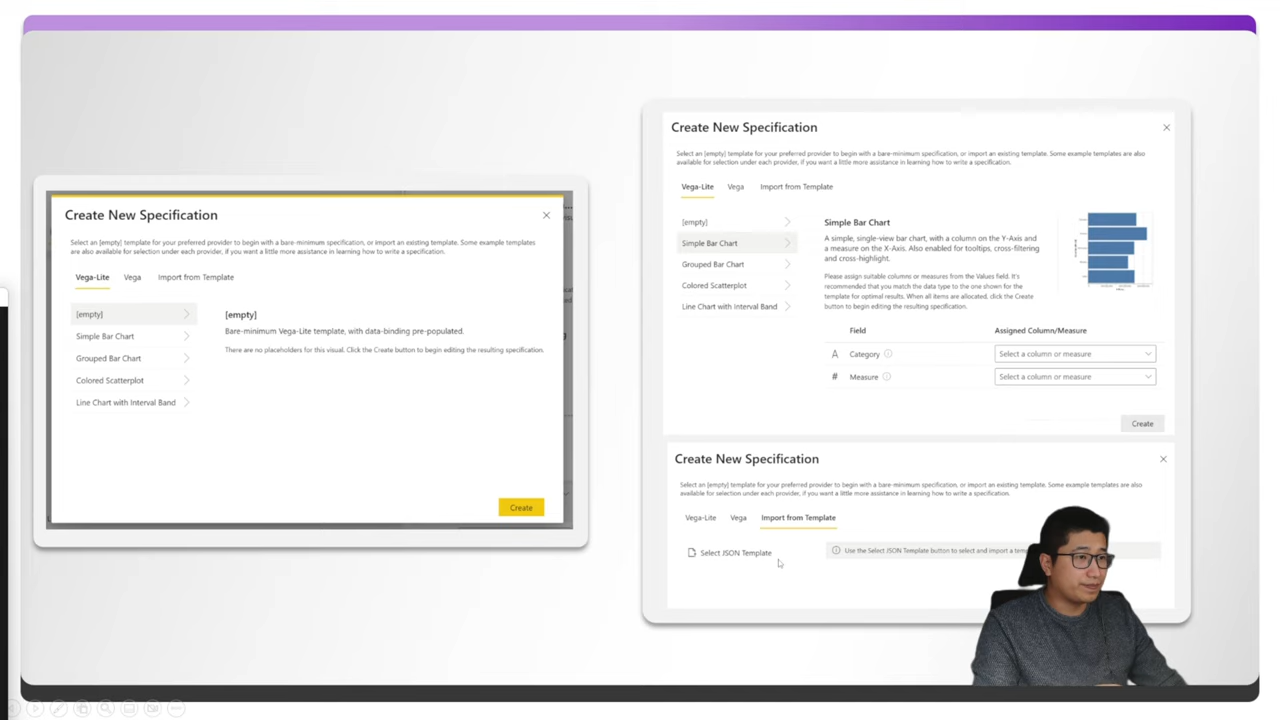 Create New Specification
Select an [empty] template for your preferred provider to begin with a bare-minimum specification, or import an existing template. Some example templates
are also available for selection under each provider, if you want a little more assistance in learning how to write a specification.
Vega-Lite Vega Import from Template
[empty]
Simple Bar Chart
Grouped Bar Chart
Colored Scatterplot
Line Chart with Interval Band
[empty]
Bare-minimum Vega-Lite template, with data-binding pre-populated.
There are no placeholders for this visual. Click the Create button to begin editing the resulting specification.
Create
Create New Specification
Select an [empty] template for your preferred provider to begin with a bare-minimum specification, or import an existing template. Some example templates are also
available for selection under each provider, if you want a little more assistance in learning how to write a specification.
Vega-Lite Vega Import from Template
[empty]
Simple Bar Chart
Grouped Bar Chart
Colored Scatterplot
Line Chart with Interval Band
Simple Bar Chart
A simple, single-view bar chart, with a column on the Y-Axis and
a measure on the X-Axis. Also enabled for tooltips, cross-filtering
and cross-highlight.
Please assign suitable columns or measures from the Values field. It's
recommended that you match the data type to the one shown for the
template for optimal results. When all items are allocated, click the Create
button to begin editing the resulting specification.
Field Assigned Column/Measure
A Category Select a column or measure
# Measure Select a column or measure
Create
Create New Specification
Select an [empty] template for your preferred provider to begin with a bare-minimum specification, or import an existing template. Some example templates are also
available for selection under each provider, if you want a little more assistance in learning how to write a specification.
Vega-Lite Vega Import from Template
Select JSON Template
Use the Select JSON Template button to select and import a